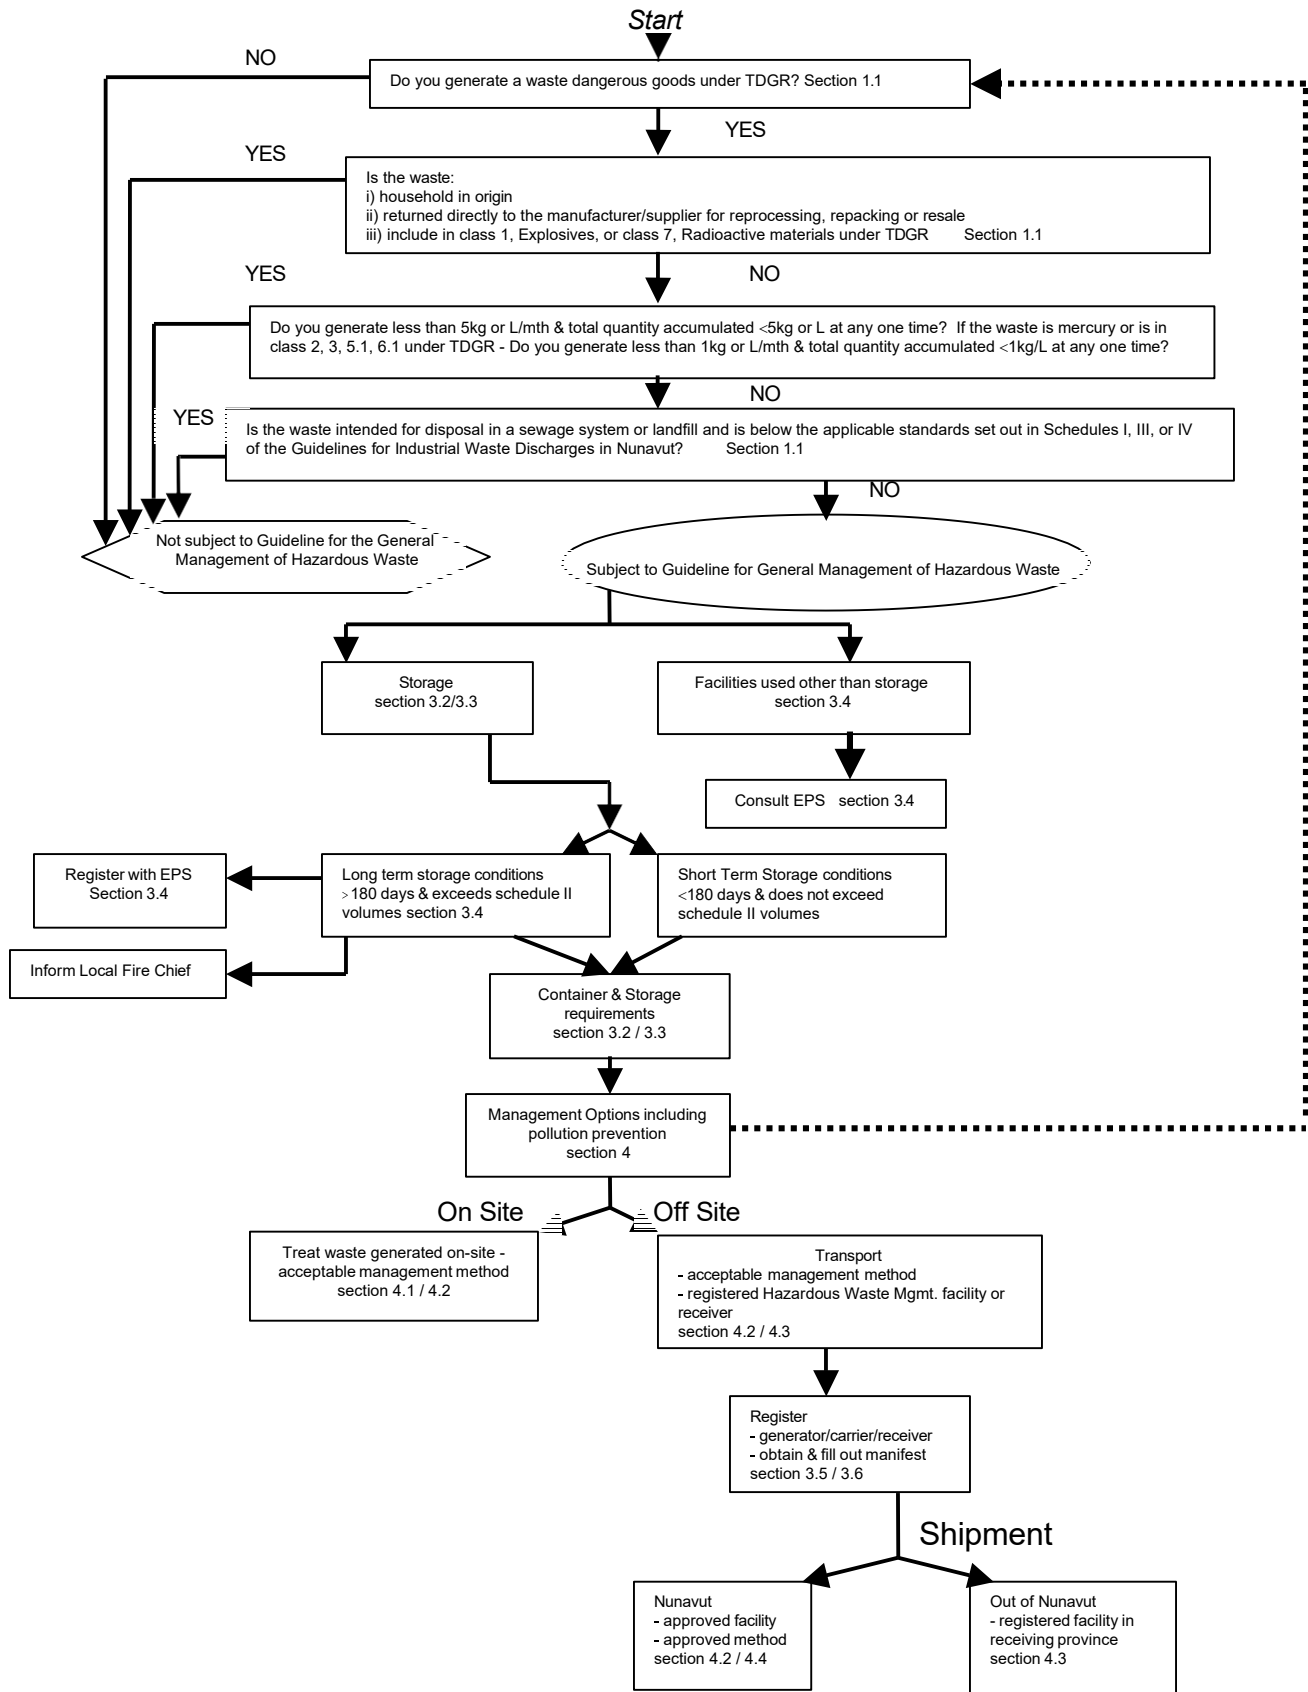 Start
NO
Do you generate a waste dangerous goods under TDGR? Section 1.1
YES
YES
Is the waste:
i) household in origin
ii) returned directly to the manufacturer/supplier for reprocessing, repacking or resale
iii) include in class 1, Explosives, or class 7, Radioactive materials under TDGR Section 1.1
YES
NO
Do you generate less than 5kg or L/mth & total quantity accumulated <5kg or L at any one time? If the waste is mercury or is in
class 2, 3, 5.1, 6.1 under TDGR - Do you generate less than 1kg or L/mth & total quantity accumulated <1kg/L at any one time?
NO
YES
Is the waste intended for disposal in a sewage system or landfill and is below the applicable standards set out in Schedules I, III, or IV
of the Guidelines for Industrial Waste Discharges in Nunavut? Section 1.1
NO
Not subject to Guideline for the General
Management of Hazardous Waste
Subject to Guideline for General Management of Hazardous Waste
Storage
section 3.2/3.3
Facilities used other than storage
section 3.4
Consult EPS section 3.4
Register with EPS
Section 3.4
Long term storage conditions
>180 days & exceeds schedule II
volumes section 3.4
Short Term Storage conditions
<180 days & does not exceed
schedule II volumes
Inform Local Fire Chief
Container & Storage
requirements
section 3.2 / 3.3
Management Options including
pollution prevention
section 4
On Site
Off Site
Treat waste generated on-site -
acceptable management method
section 4.1 / 4.2
Transport
- acceptable management method
- registered Hazardous Waste Mgmt. facility or
receiver
section 4.2 / 4.3
Register
- generator/carrier/receiver
- obtain & fill out manifest
section 3.5 / 3.6
Shipment
Nunavut
- approved facility
- approved method
section 4.2 / 4.4
Out of Nunavut
- registered facility in
receiving province
section 4.3